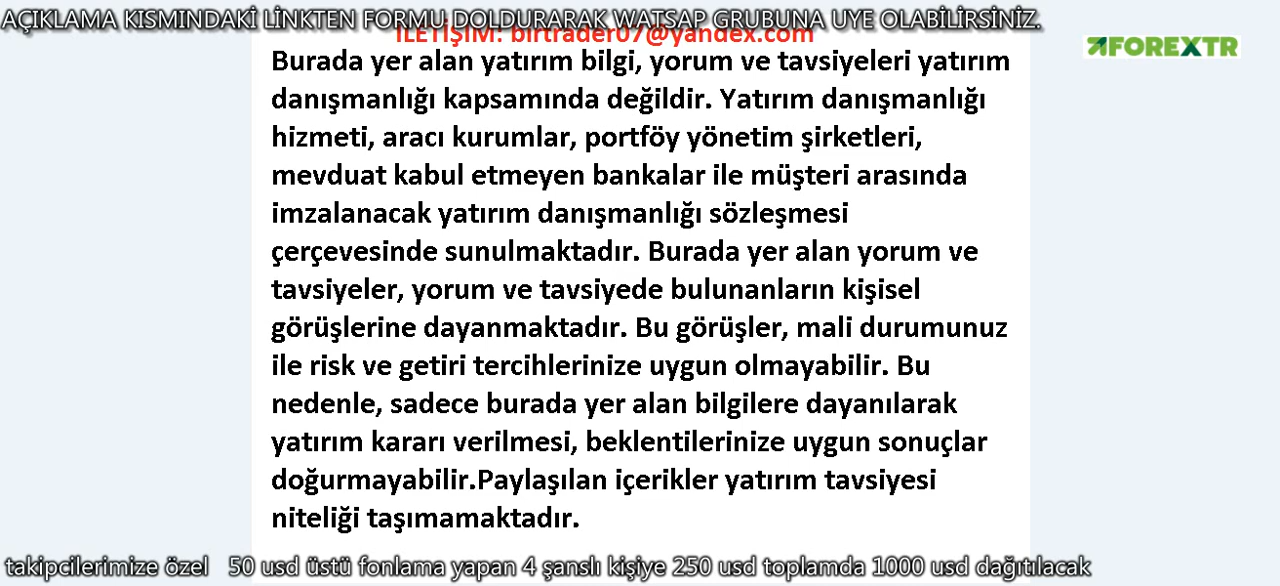 AÇIKLAMA KISMINDAKİ LİNKTEN FORMU DOLDURARAK WATSAP GRUBUNA UYE OLABİLİRSİNİZ.
İLETİŞİM: birtrader07@yandex.com
FOREXTR
Burada yer alan yatırım bilgi, yorum ve tavsiyeleri yatırım
danışmanlığı kapsamında değildir. Yatırım danışmanlığı
hizmeti, aracı kurumlar, portföy yönetim şirketleri,
mevduat kabul etmeyen bankalar ile müşteri arasında
imzalanacak yatırım danışmanlığı sözleşmesi
çerçevesinde sunulmaktadır. Burada yer alan yorum ve
tavsiyeler, yorum ve tavsiyede bulunanların kişisel
görüşlerine dayanmaktadır. Bu görüşler, mali durumunuz
ile risk ve getiri tercihlerinize uygun olmayabilir. Bu
nedenle, sadece burada yer alan bilgilere dayanılarak
yatırım kararı verilmesi, beklentilerinize uygun sonuçlar
doğurmayabilir.Paylaşılan içerikler yatırım tavsiyesi
niteliği taşımamaktadır.
takipcilerimize özel 50 usd üstü fonlama yapan 4 şanslı kişiye 250 usd toplamda 1000 usd dağıtılacak